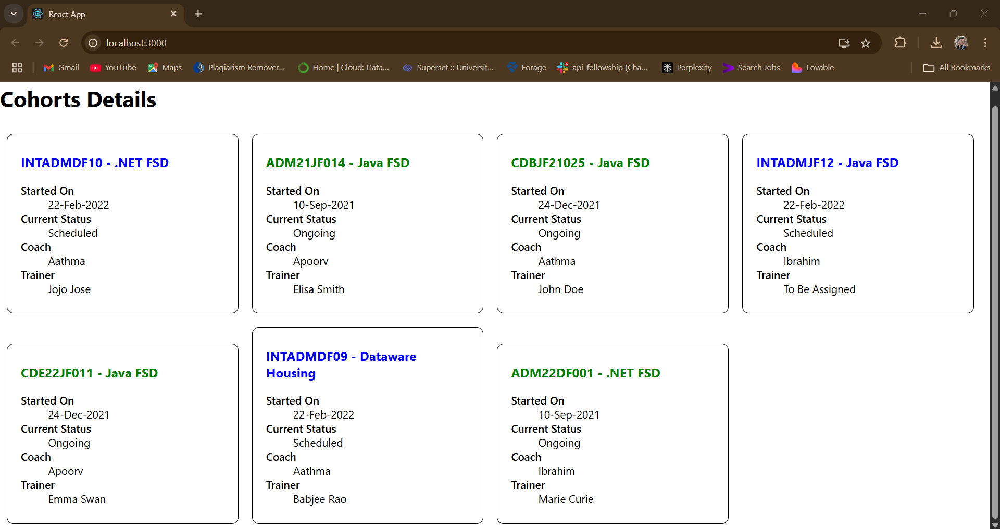 React App
localhost:3000
Gmail
YouTube
Maps
Plagiarism Remover...
Home | Cloud: Data...
Superset :: Universit...
Forage
api-fellowship (Cha...
Perplexity
Search Jobs
Lovable
All Bookmarks
Cohorts Details
INTADMDF10 - .NET FSD
Started On
22-Feb-2022
Current Status
Scheduled
Coach
Aathma
Trainer
Jojo Jose
ADM21JF014 - Java FSD
Started On
10-Sep-2021
Current Status
Ongoing
Coach
Apoorv
Trainer
Elisa Smith
CDBJF21025 - Java FSD
Started On
24-Dec-2021
Current Status
Ongoing
Coach
Aathma
Trainer
John Doe
INTADMJF12 - Java FSD
Started On
22-Feb-2022
Current Status
Scheduled
Coach
Ibrahim
Trainer
To Be Assigned
CDE22JF011 - Java FSD
Started On
24-Dec-2021
Current Status
Ongoing
Coach
Apoorv
Trainer
Emma Swan
INTADMDF09 - Dataware
Housing
Started On
22-Feb-2022
Current Status
Scheduled
Coach
Aathma
Trainer
Babjee Rao
ADM22DF001 - .NET FSD
Started On
10-Sep-2021
Current Status
Ongoing
Coach
Ibrahim
Trainer
Marie Curie